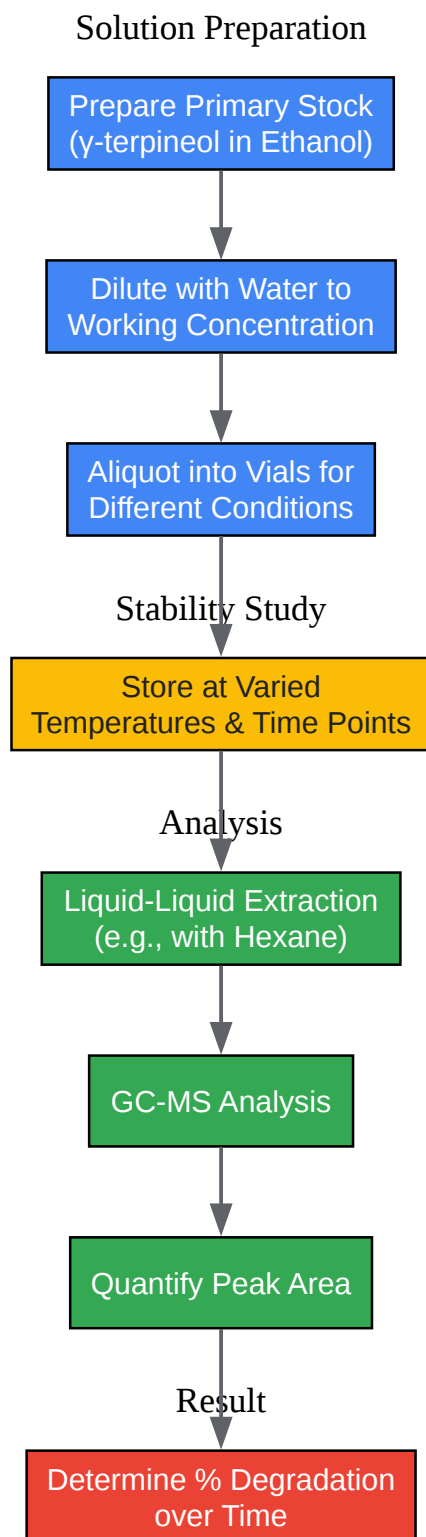 Solution Preparation
Prepare Primary Stock
(γ-terpineol in Ethanol)
Dilute with Water to
Working Concentration
Aliquot into Vials for
Different Conditions
Stability Study
Store at Varied
Temperatures & Time Points
Analysis
Liquid-Liquid Extraction
(e.g., with Hexane)
GC-MS Analysis
Quantify Peak Area
Result
Determine % Degradation
over Time